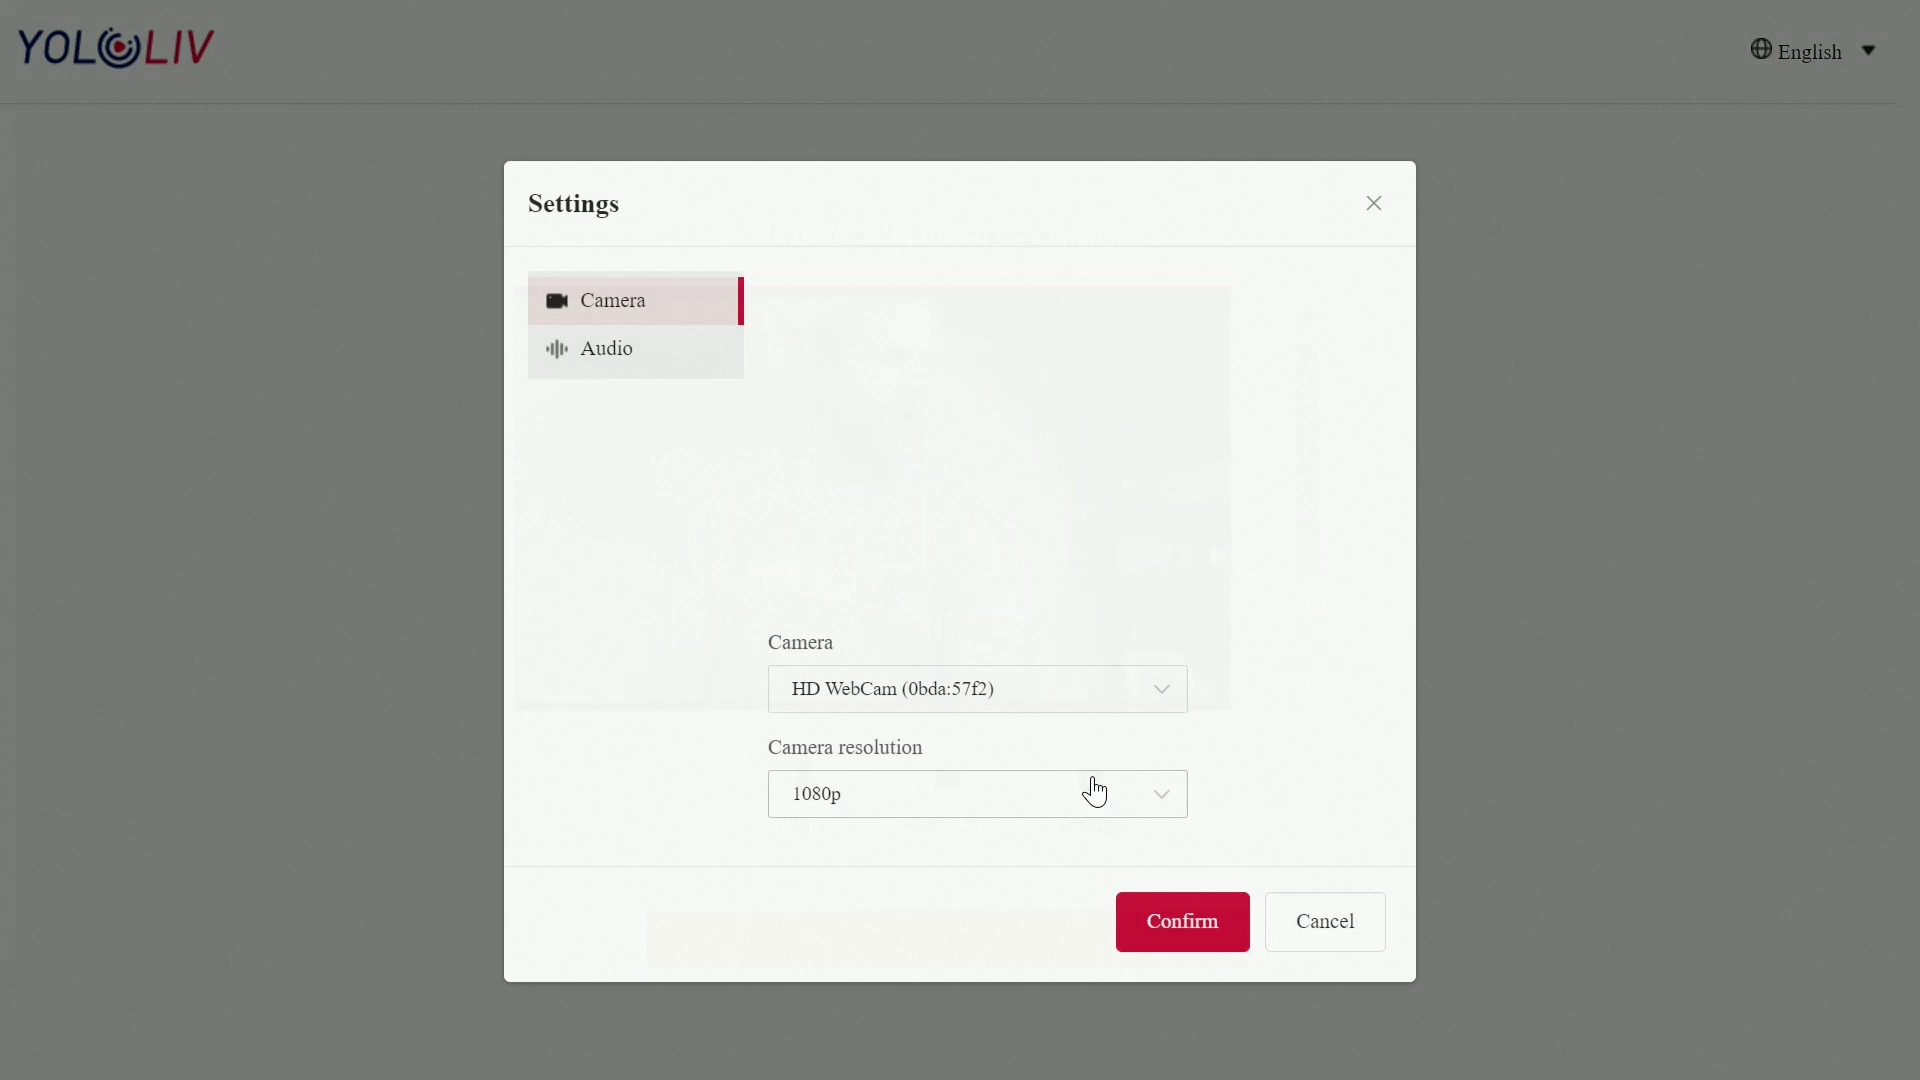 YOLOLIV
English
Settings
Camera
Audio
Camera
HD WebCam (0bda:57f2)
Camera resolution
1080p
Confirm
Cancel